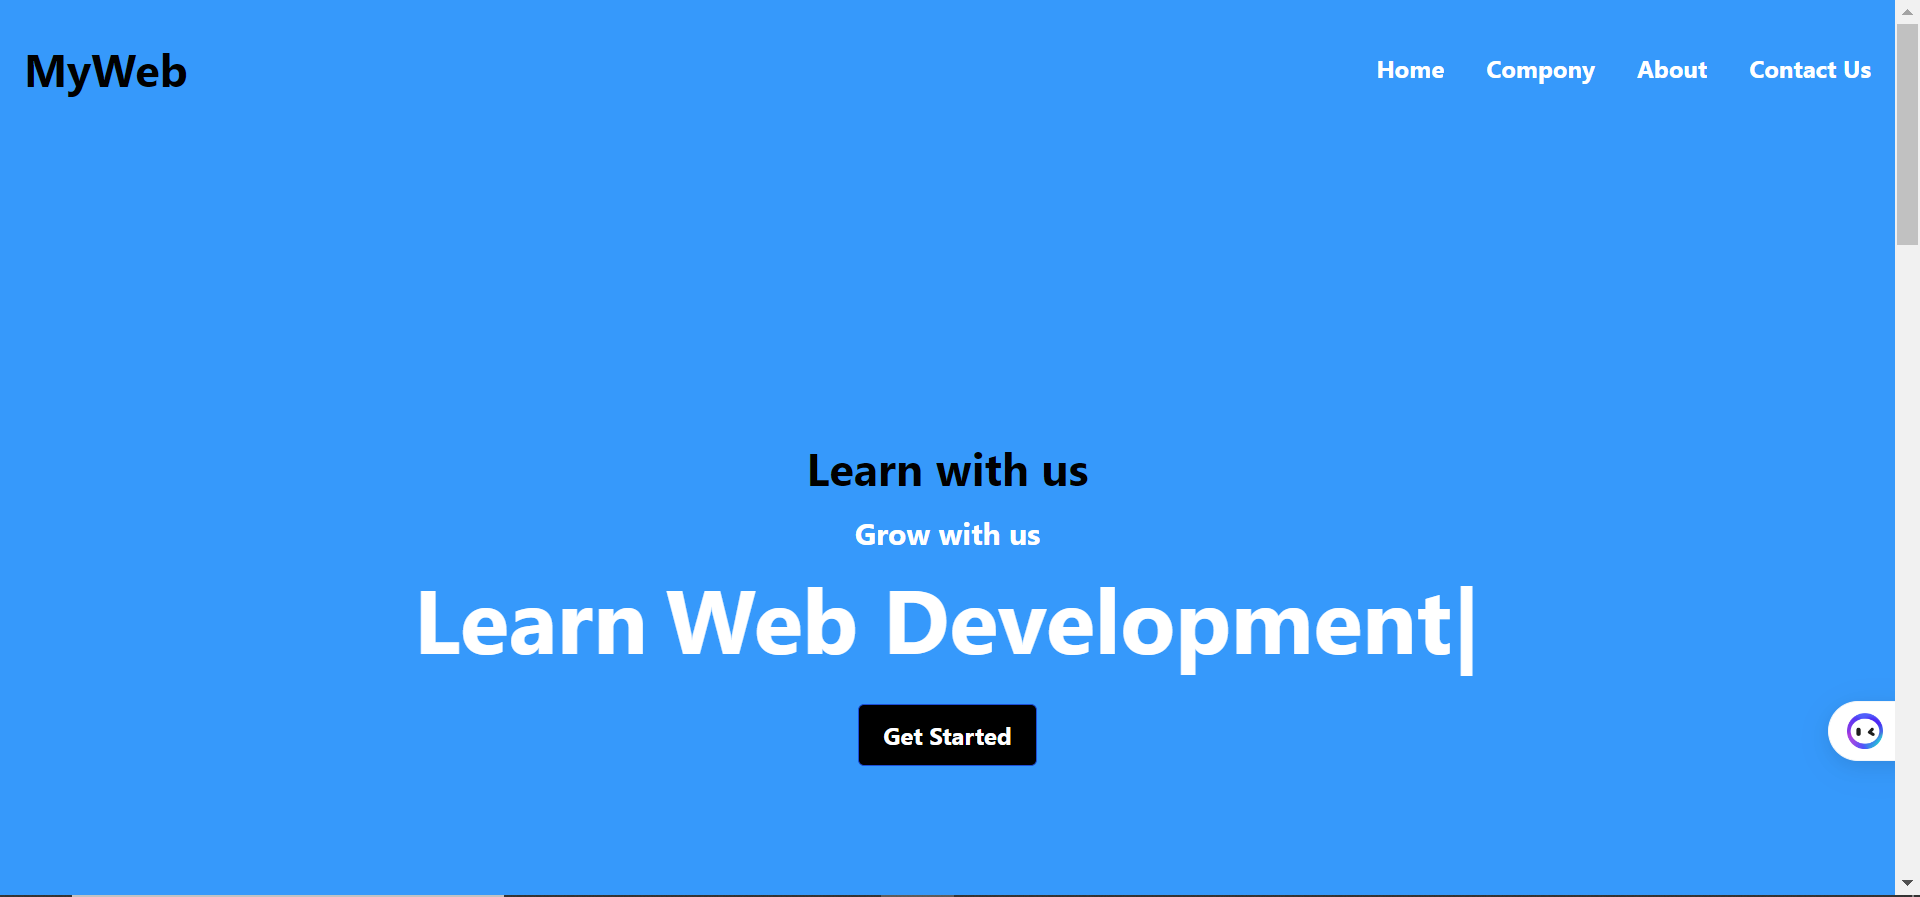 MyWeb
Home Compony About Contact Us
Learn with us
Grow with us
Learn Web Development|
Get Started